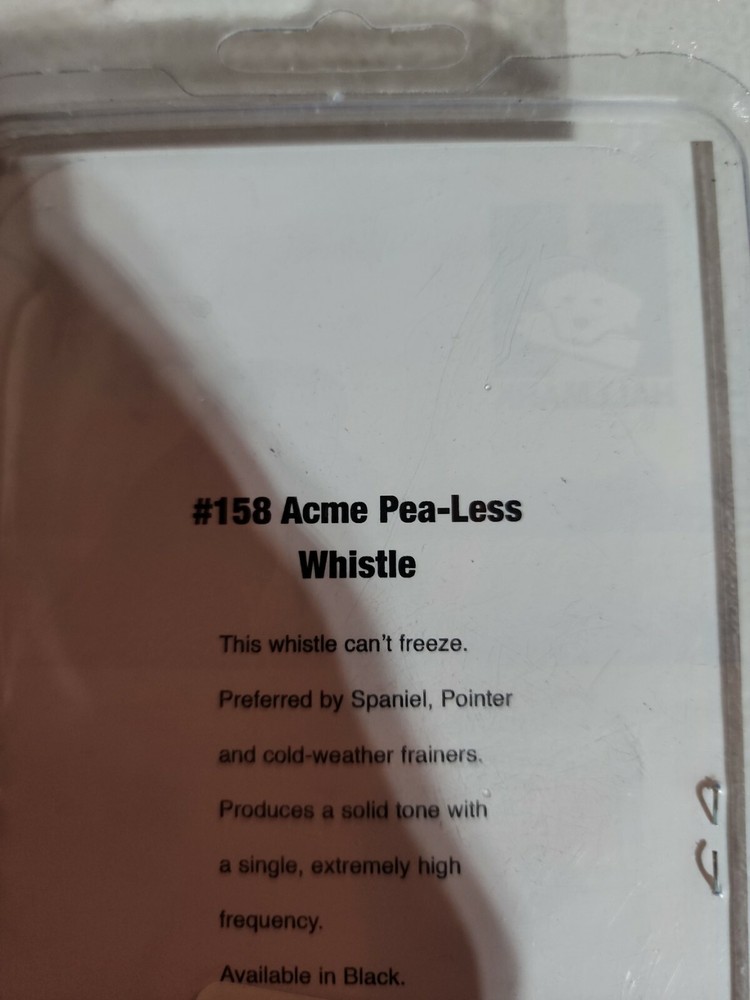 #158 Acme Pea-Less
Whistle
This whistle can't freeze.
Preferred by Spaniel, Pointer
and cold-weather frainers.
Produces a solid tone with
a single, extremely high
frequency.
Available in Black.